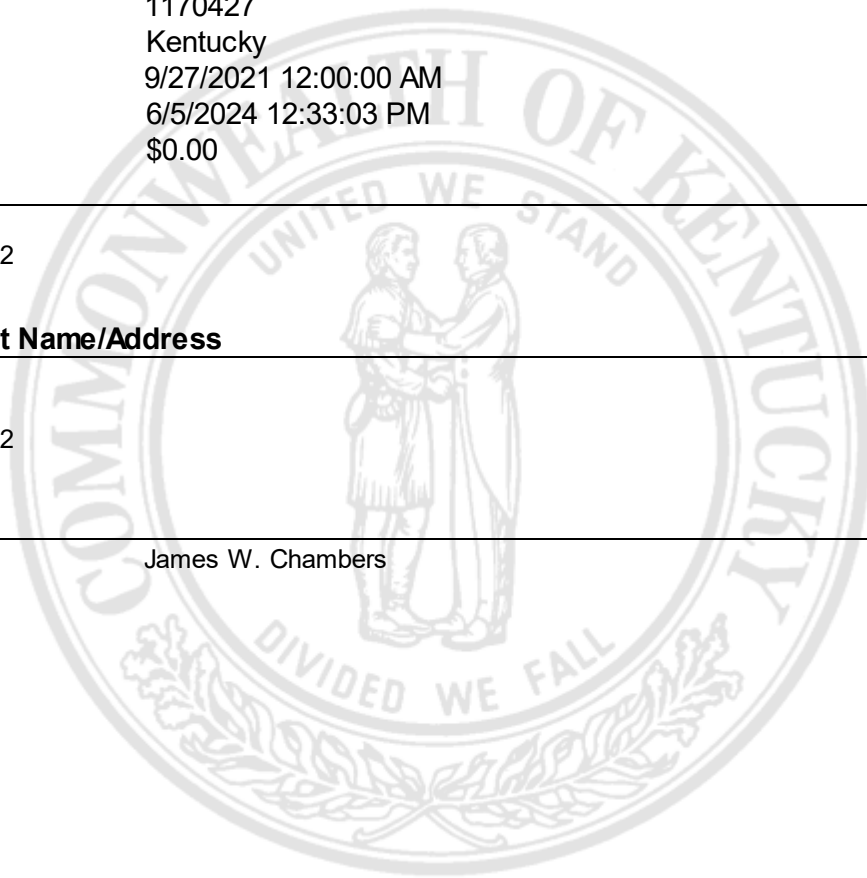 1170427
Kentucky
9/27/2021 12:00:00 AM
6/5/2024 12:33:03 PM
$0.00
2
t Name/Address
2
James W. Chambers
COMMONWEALTH OF KENTUCKY
UNITED WE STAND
DIVIDED WE FALL